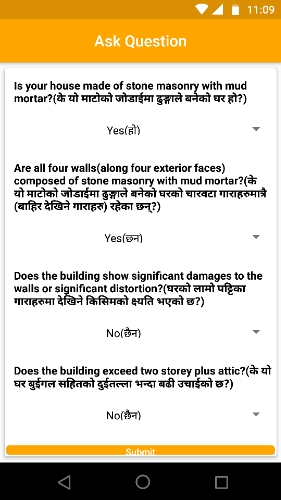 11:09
Ask Question
Is your house made of stone masonry with mud
mortar?(के यो माटोको जोडाईमा ढुङ्गाले बनेको घर हो?)
Yes(हो)
Are all four walls(along four exterior faces)
composed of stone masonry with mud mortar?(के
यो माटोको जोडाईमा ढुङ्गाले बनेको घरको चारवटा गाराहरुमात्रै
(बाहिर देखिने गाराहरु) रहेका छन्?)
Yes(छन)
Does the building show significant damages to the
walls or significant distortion?(घरको लामो पट्टिका
गाराहरुमा देखिने किसिमको क्ष्यति भएको छ?)
No(छैन)
Does the building exceed two storey plus attic?(के यो
घर बुईगल सहितको दुईतल्ला भन्दा बढी उचाईको छ?)
No(छैन)
Submit